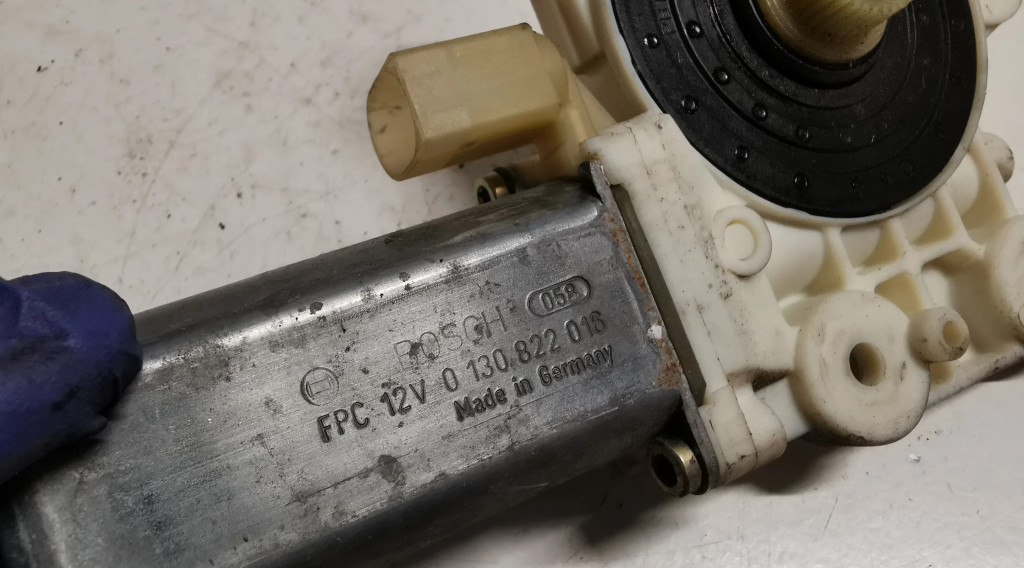 BOSCH 058
FPC 12V 0 130 822 016
Made in Germany